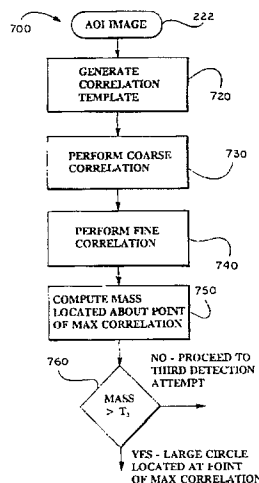 700
AOI IMAGE
222
GENERATE
CORRELATION
TEMPLATE
720
PERFORM COARSE
CORRELATION
730
PERFORM FINE
CORRELATION
740
750
COMPUTE MASS
LOCATED ABOUT POINT
OF MAX CORRELATION
760
MASS
> T₃
NO - PROCEED TO
THIRD DETECTION
ATTEMPT
YES - LARGE CIRCLE
LOCATED AT POINT
OF MAX CORRELATION